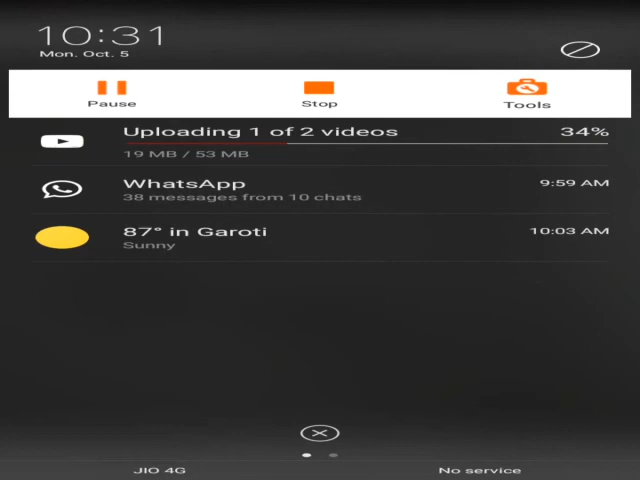 10:31
Mon. Oct. 5
Pause Stop Tools
Uploading 1 of 2 videos 34%
19 MB / 53 MB
WhatsApp 9:59 AM
38 messages from 10 chats
87° in Garoti 10:03 AM
Sunny
JIO 4G No service